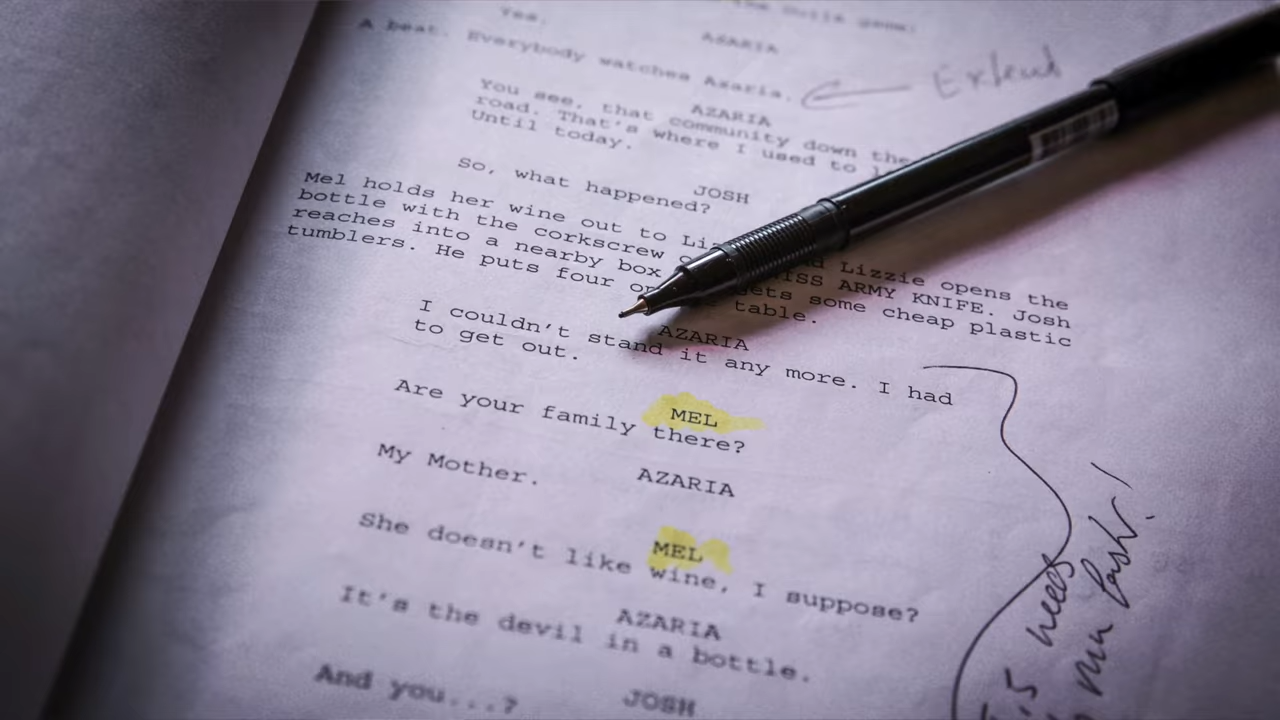 Yes.
AZARIA
A beat. Everybody watches Azaria.
Extend
AZARIA
You see, that community down the
road. That's where I used to
Until today.
JOSH
So, what happened?
Mel holds her wine out to Lizzie opens the
bottle with the corkscrew ARMY KNIFE. Josh
reaches into a nearby box some cheap plastic
tumblers. He puts four table.
AZARIA
I couldn't stand it any more. I had
to get out.
MEL
Are your family there?
AZARIA
My Mother.
MEL
She doesn't like wine, I suppose?
AZARIA
It's the devil in a bottle.
JOSH
And you...?
needs